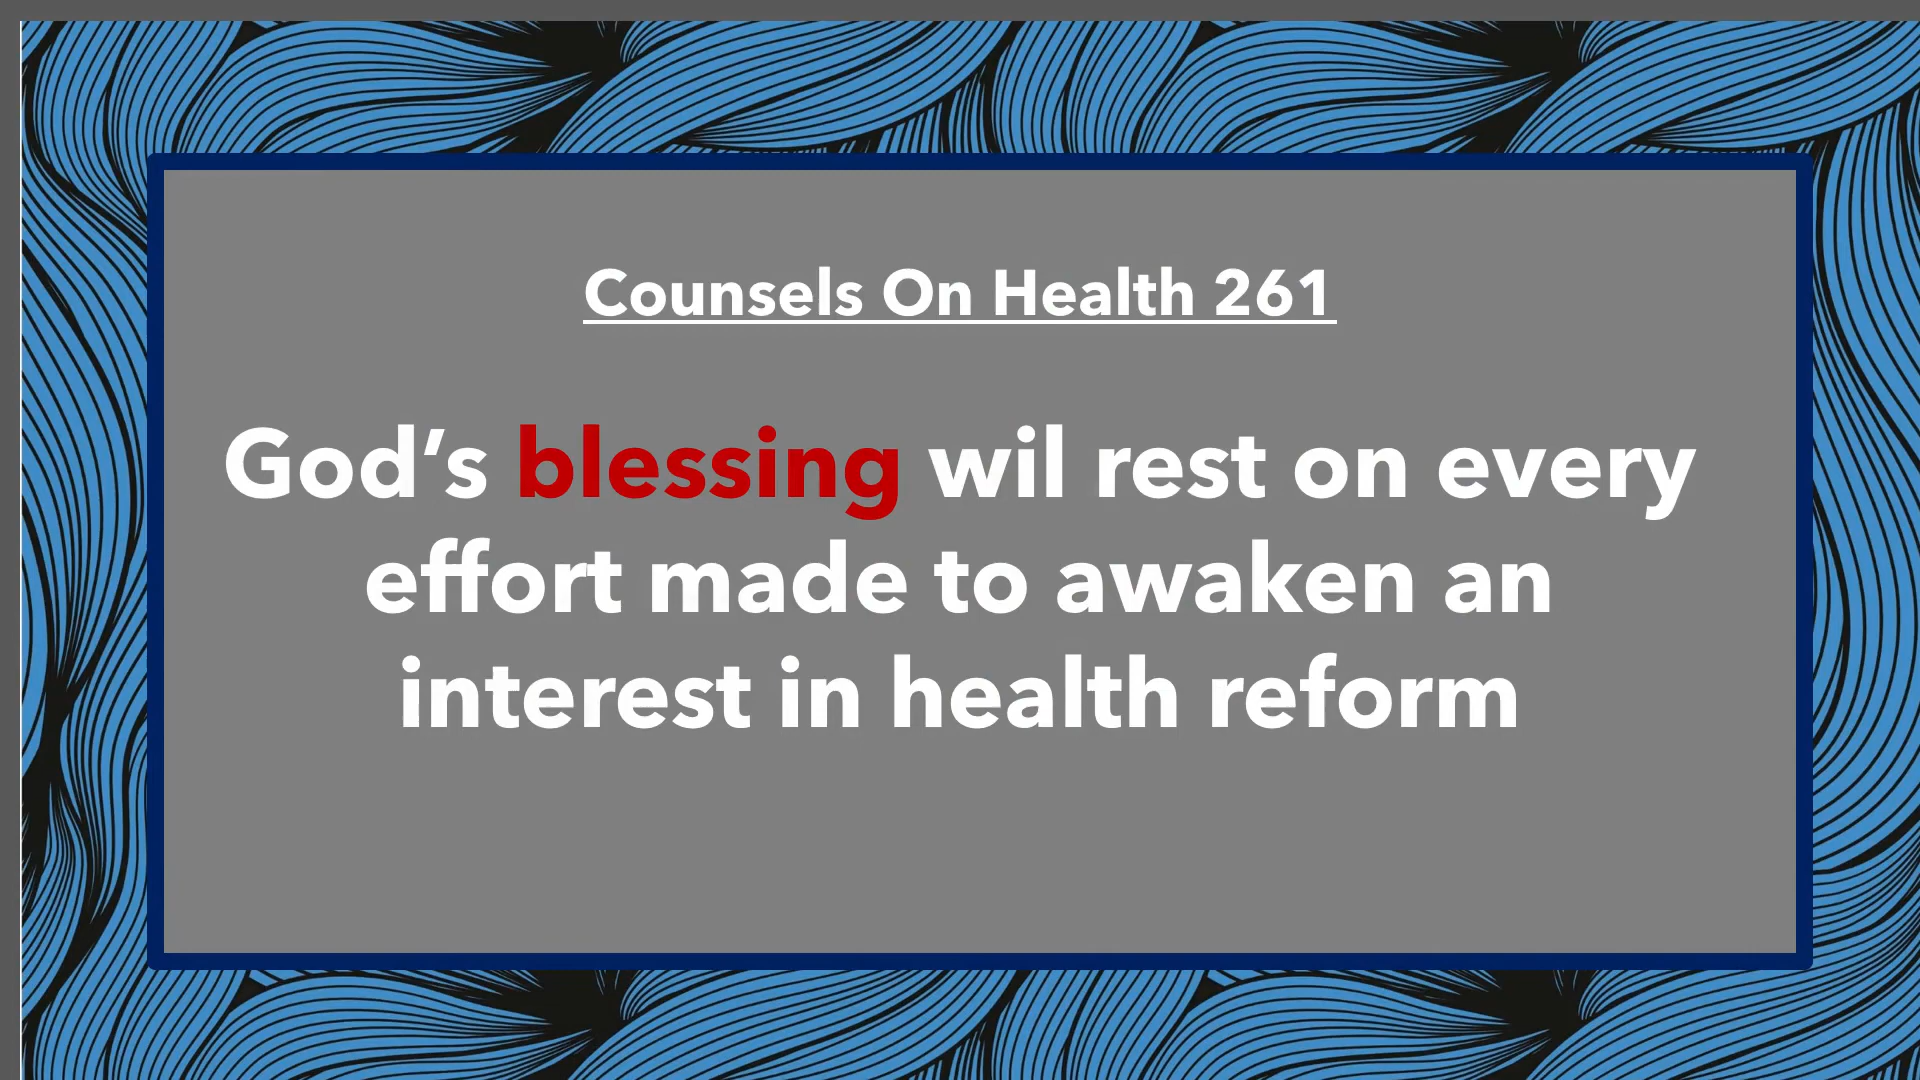 Counsels On Health 261
God’s blessing wil rest on every
effort made to awaken an
interest in health reform